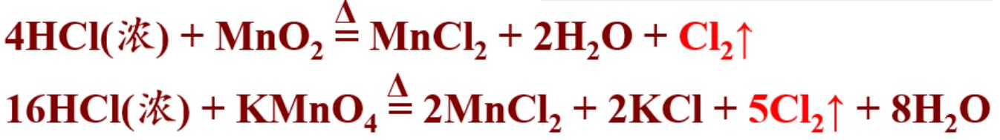 4HCl(浓) + MnO₂ ≜ MnCl₂ + 2H₂O + Cl₂↑
16HCl(浓) + KMnO₄ ≜ 2MnCl₂ + 2KCl + 5Cl₂↑ + 8H₂O